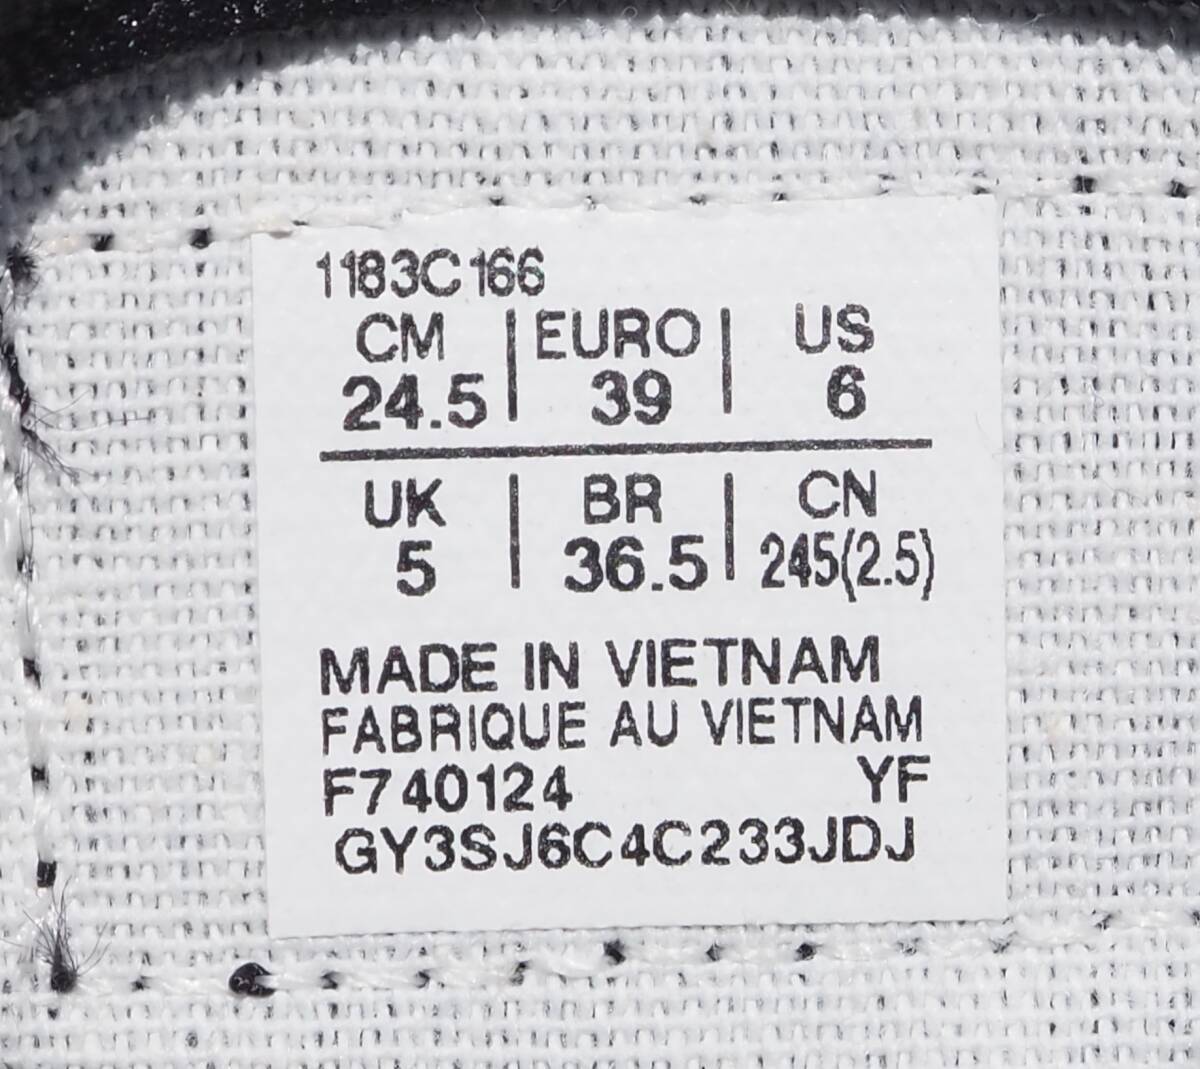 1183C166
CM | EURO | US
24.5 | 39 | 6
UK | BR | CN
5 | 36.5 | 245(2.5)
MADE IN VIETNAM
FABRIQUE AU VIETNAM
F740124 YF
GY3SJ6C4C233JDJ